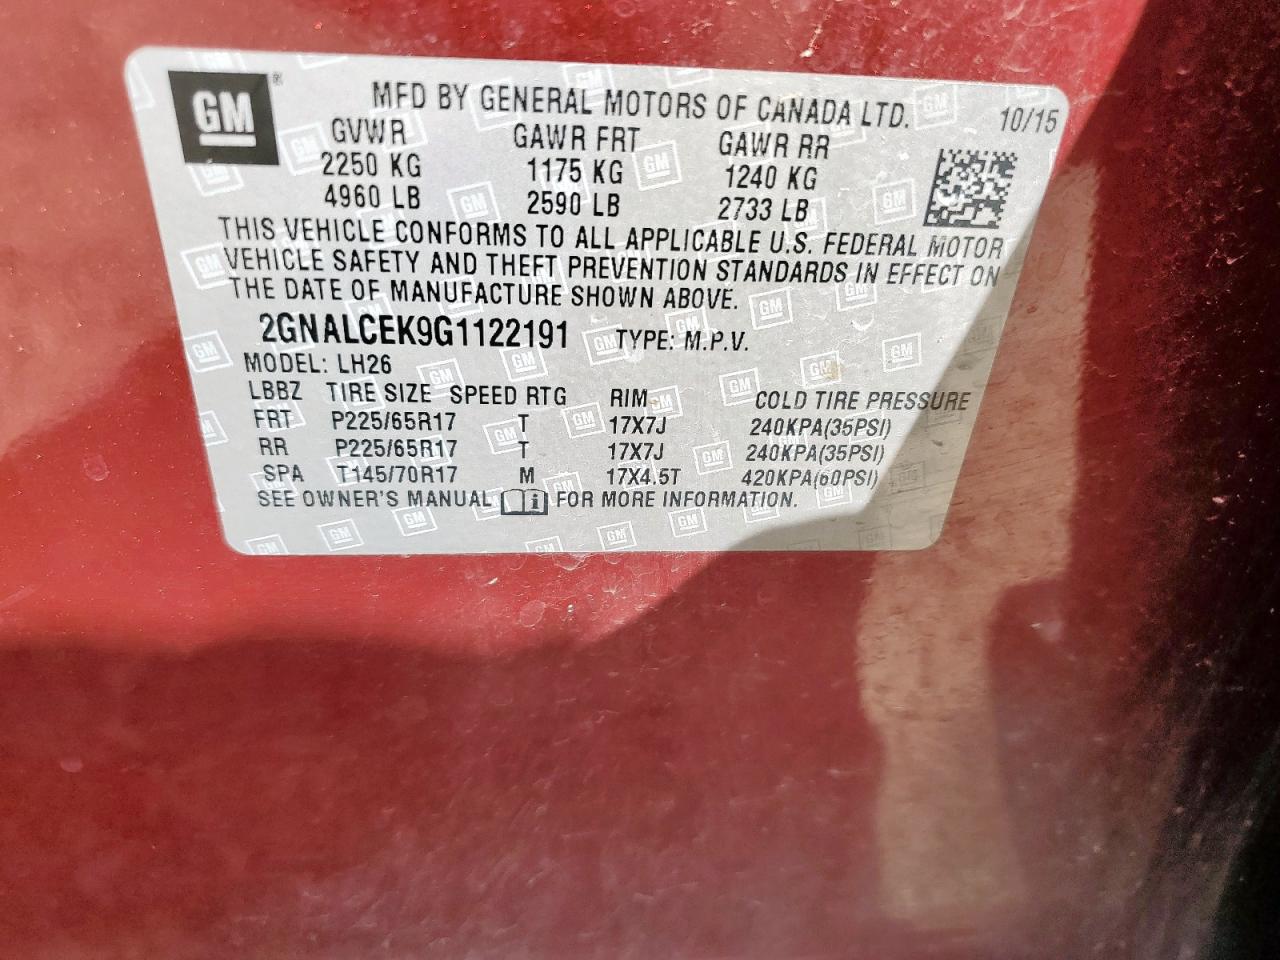 GM ® MFD BY GENERAL MOTORS OF CANADA LTD. 10/15
GVWR GAWR FRT GAWR RR
2250 KG 1175 KG 1240 KG
4960 LB 2590 LB 2733 LB
THIS VEHICLE CONFORMS TO ALL APPLICABLE U.S. FEDERAL MOTOR
VEHICLE SAFETY AND THEFT PREVENTION STANDARDS IN EFFECT ON
THE DATE OF MANUFACTURE SHOWN ABOVE.
2GNALCEK9G1122191 TYPE: M.P.V.
MODEL: LH26
LBBZ TIRE SIZE SPEED RTG RIM COLD TIRE PRESSURE
FRT P225/65R17 T 17X7J 240KPA(35PSI)
RR P225/65R17 T 17X7J 240KPA(35PSI)
SPA T145/70R17 M 17X4.5T 420KPA(60PSI)
SEE OWNER'S MANUAL i FOR MORE INFORMATION.